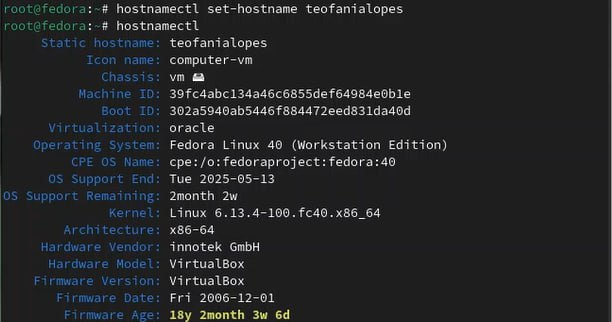 root@fedora:~# hostnamectl set-hostname teofanialopes
root@fedora:~# hostnamectl
Static hostname: teofanialopes
Icon name: computer-vm
Chassis: vm 🖴
Machine ID: 39fc4abc134a46c6855def64984e0b1e
Boot ID: 302a5940ab5446f884472eed831da40d
Virtualization: oracle
Operating System: Fedora Linux 40 (Workstation Edition)
CPE OS Name: cpe:/o:fedoraproject:fedora:40
OS Support End: Tue 2025-05-13
OS Support Remaining: 2month 2w
Kernel: Linux 6.13.4-100.fc40.x86_64
Architecture: x86-64
Hardware Vendor: innotek GmbH
Hardware Model: VirtualBox
Firmware Version: VirtualBox
Firmware Date: Fri 2006-12-01
Firmware Age: 18y 2month 3w 6d